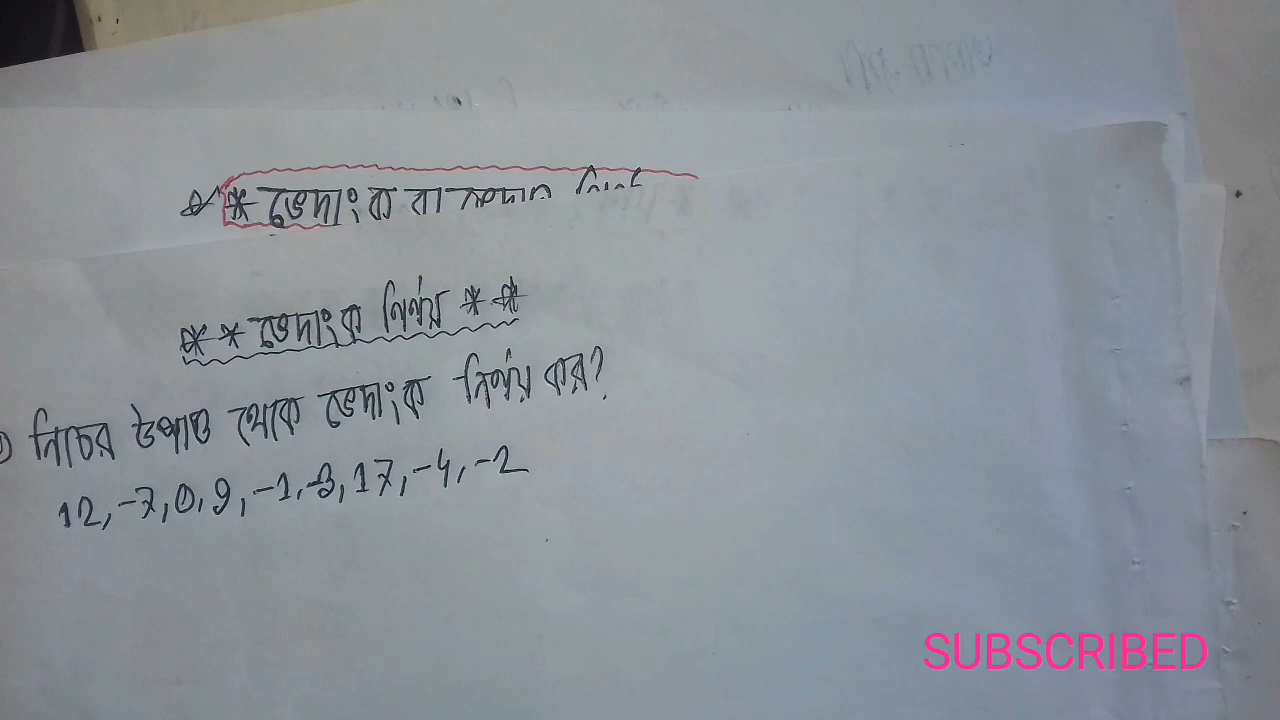 ** ভেদাংক বা
** ভেদাংক নির্ণয় **
নিচের উপাত্ত থেকে ভেদাংক নির্ণয় কর?
12, -7, 0, 9, -1, -3, 17, -4, -2
SUBSCRIBED